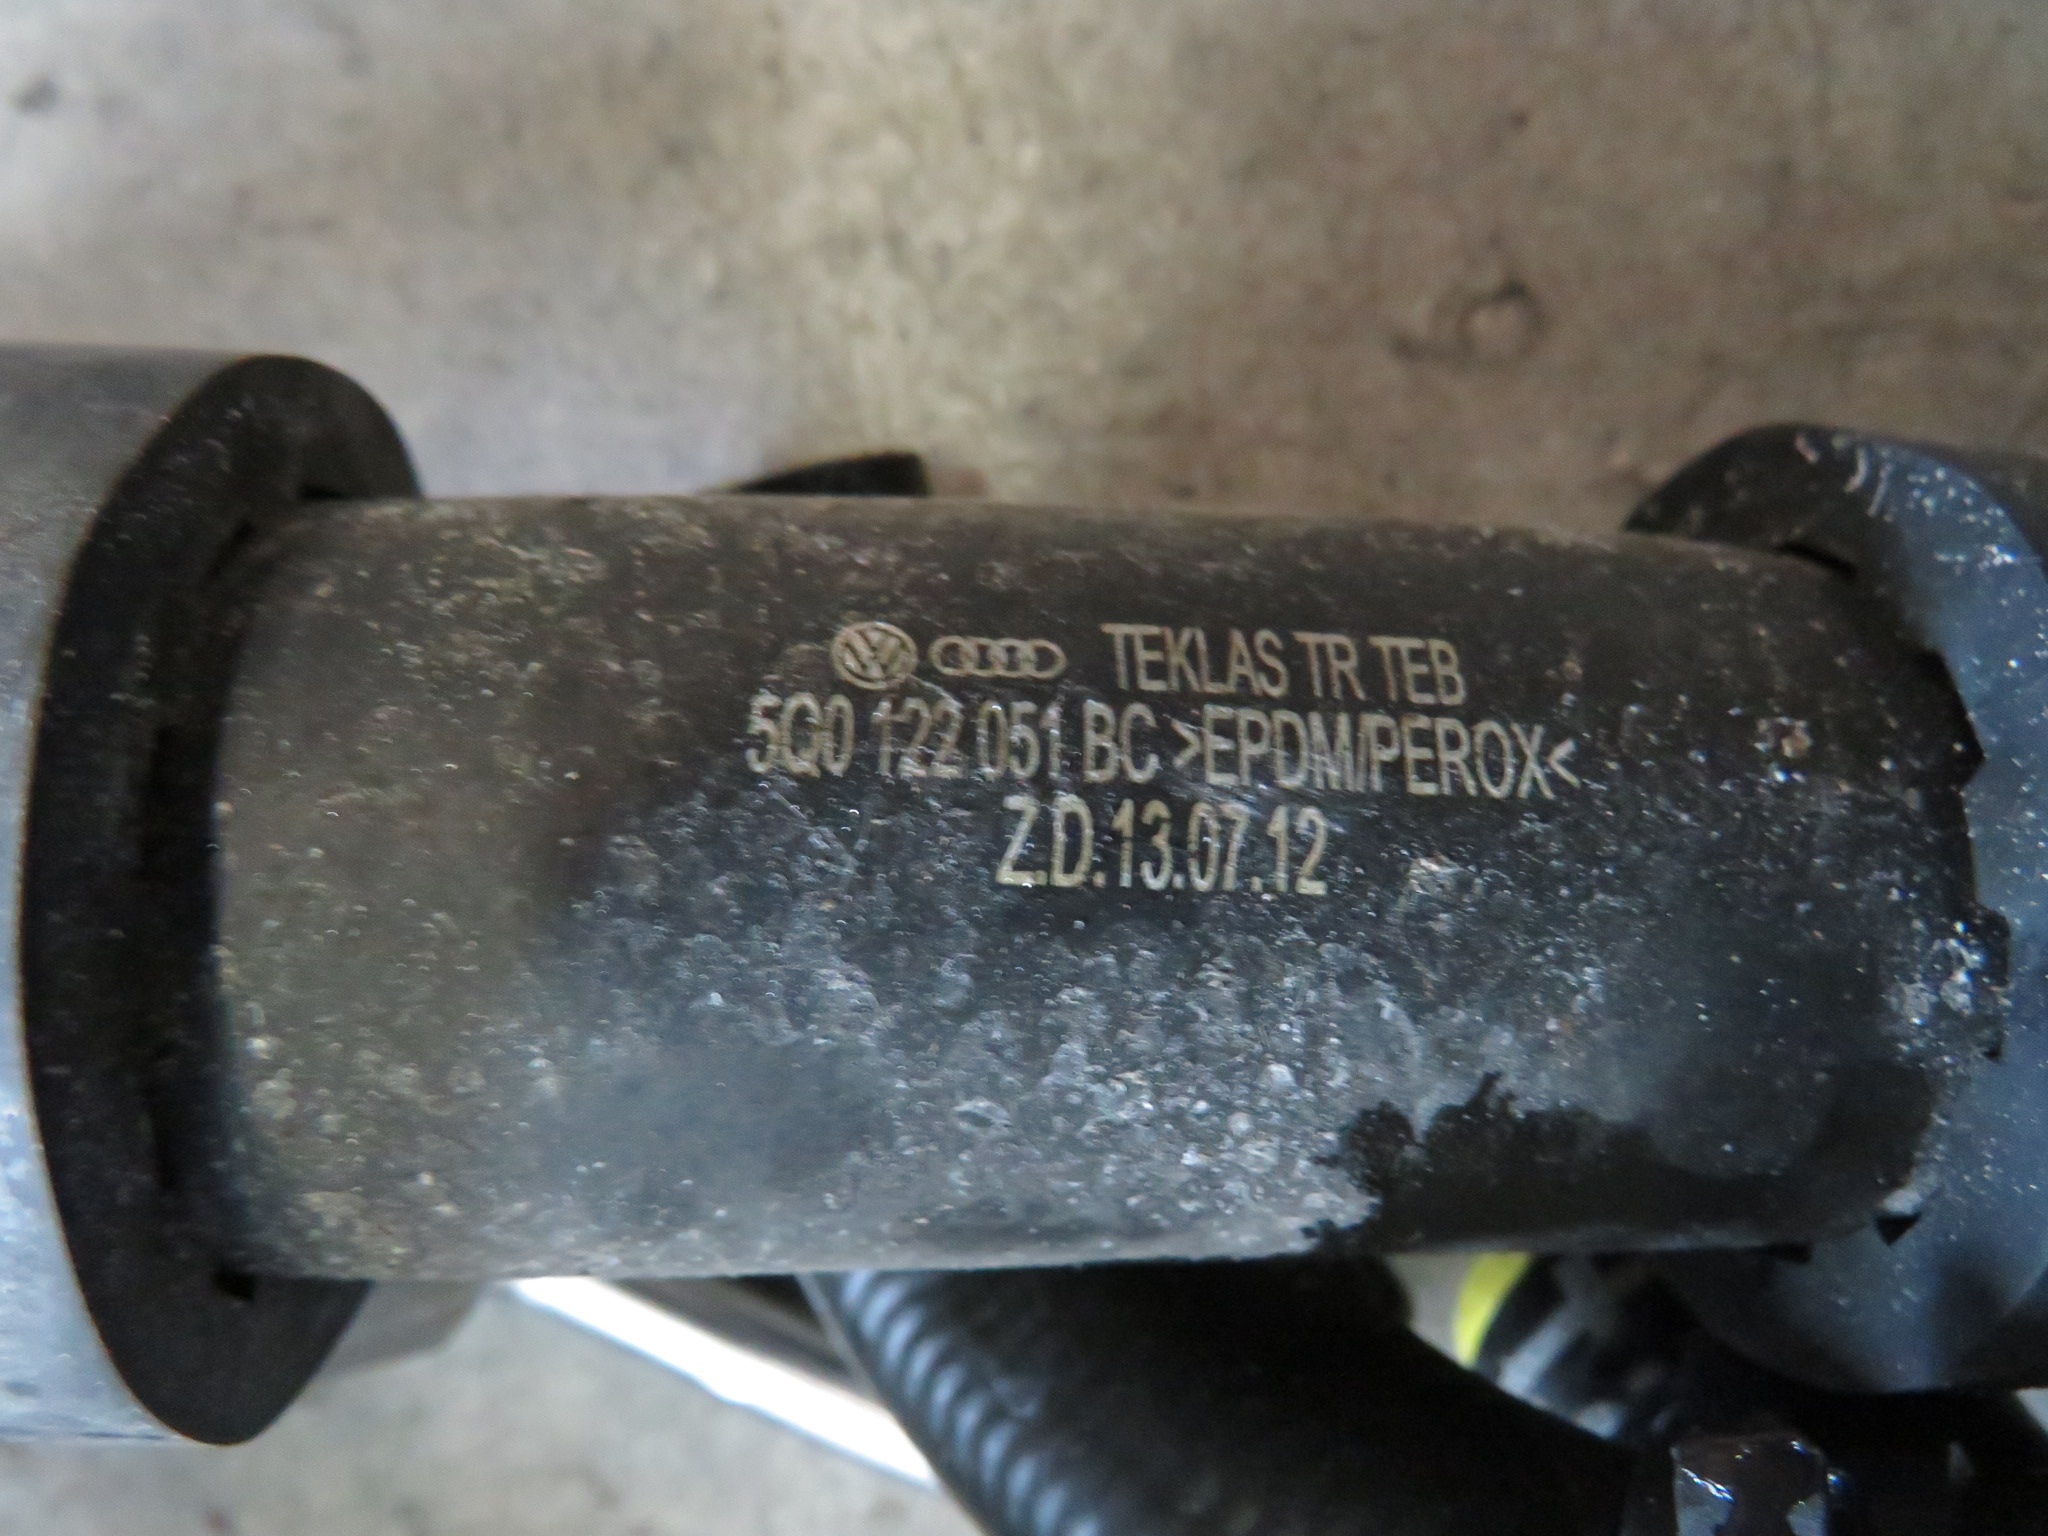 TEKLAS TR TEB
5Q0 122 051 BC >EPDM/PEROX<
Z.D.13.07.12